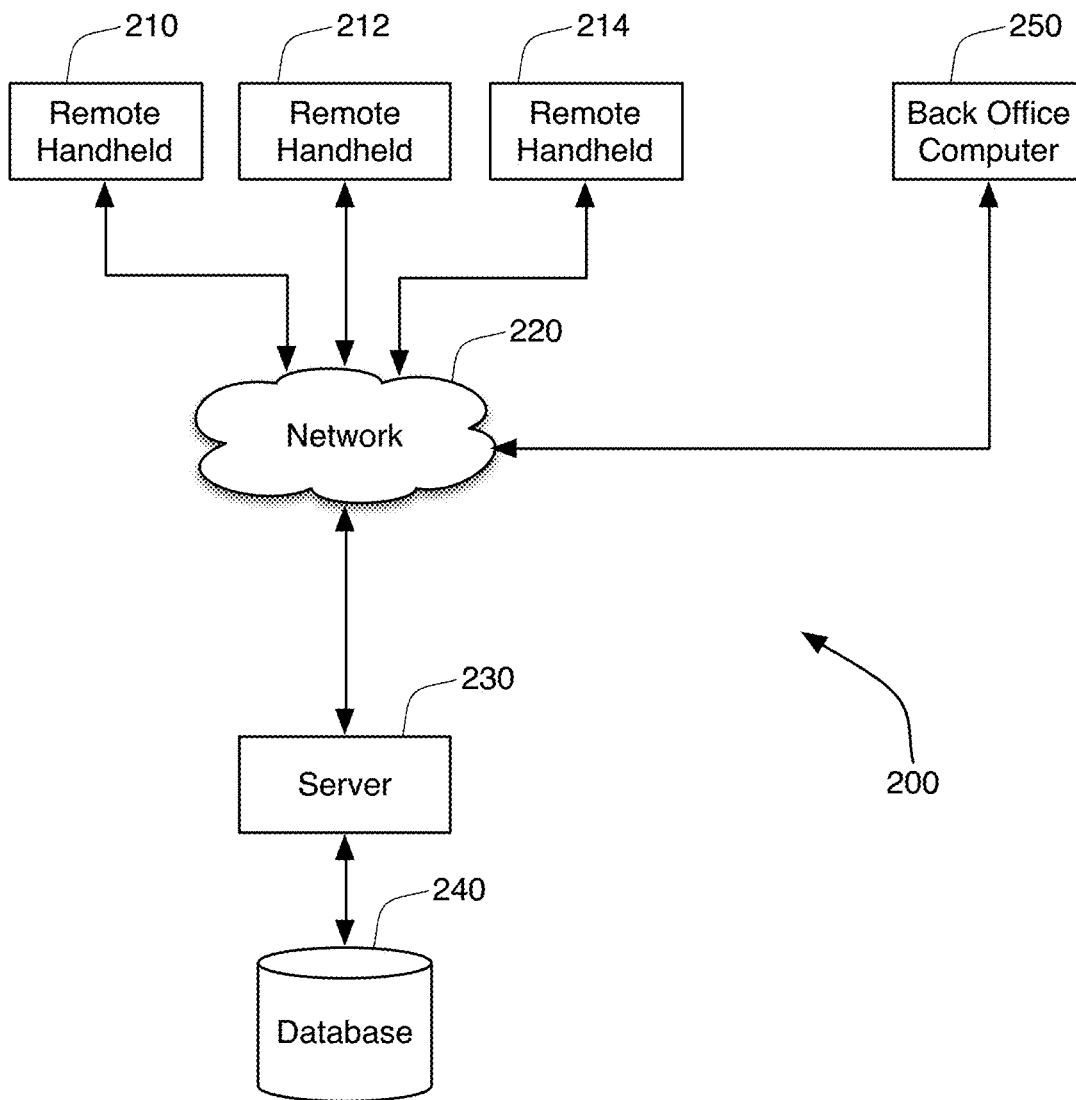 210
212
214
250
Remote
Handheld
Remote
Handheld
Remote
Handheld
Back Office
Computer
220
Network
230
Server
200
240
Database